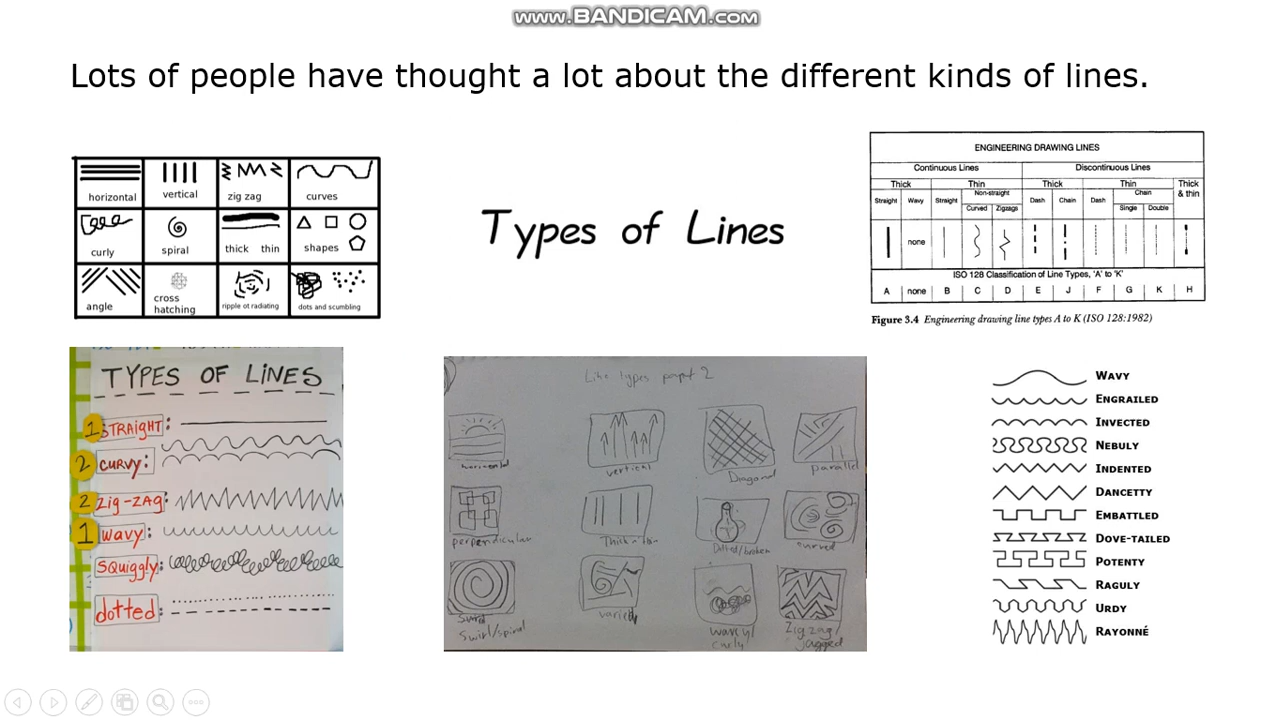 www.BANDICAM.com
Lots of people have thought a lot about the different kinds of lines.
horizontal vertical zig zag curves
curly spiral thick thin shapes
angle cross hatching ripple ot radiating dots and scumbling
Types of Lines
ENGINEERING DRAWING LINES
Continuous Lines Discontinuous Lines
Thick Thin Thick Thin Thick & thin
Non-straight Chain
Straight Wavy Straight Curved Zigzags Dash Chain Dash Single Double
none
ISO 128 Classification of Line Types, 'A' to 'K'
A none B C D E J F G K H
Figure 3.4 Engineering drawing line types A to K (ISO 128:1982)
TYPES OF LINES
1 STRAIGHT:
2 CURVY:
2 Zig-ZAg:
1 wavy:
squiggly:
dotted:
Line types part 2
horizontal vertical Diagonal parallel
perpendicular Dotted/broken curved
swirl/spiral varied wavy/curly Zig zag/jagged
WAVY
ENGRAILED
INVECTED
NEBULY
INDENTED
DANCETTY
EMBATTLED
DOVE-TAILED
POTENTY
RAGULY
URDY
RAYONNÉ